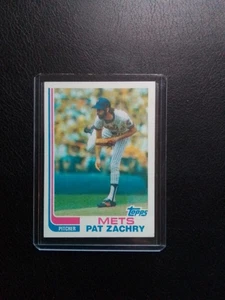 METS
topps
PITCHER
PAT ZACHRY